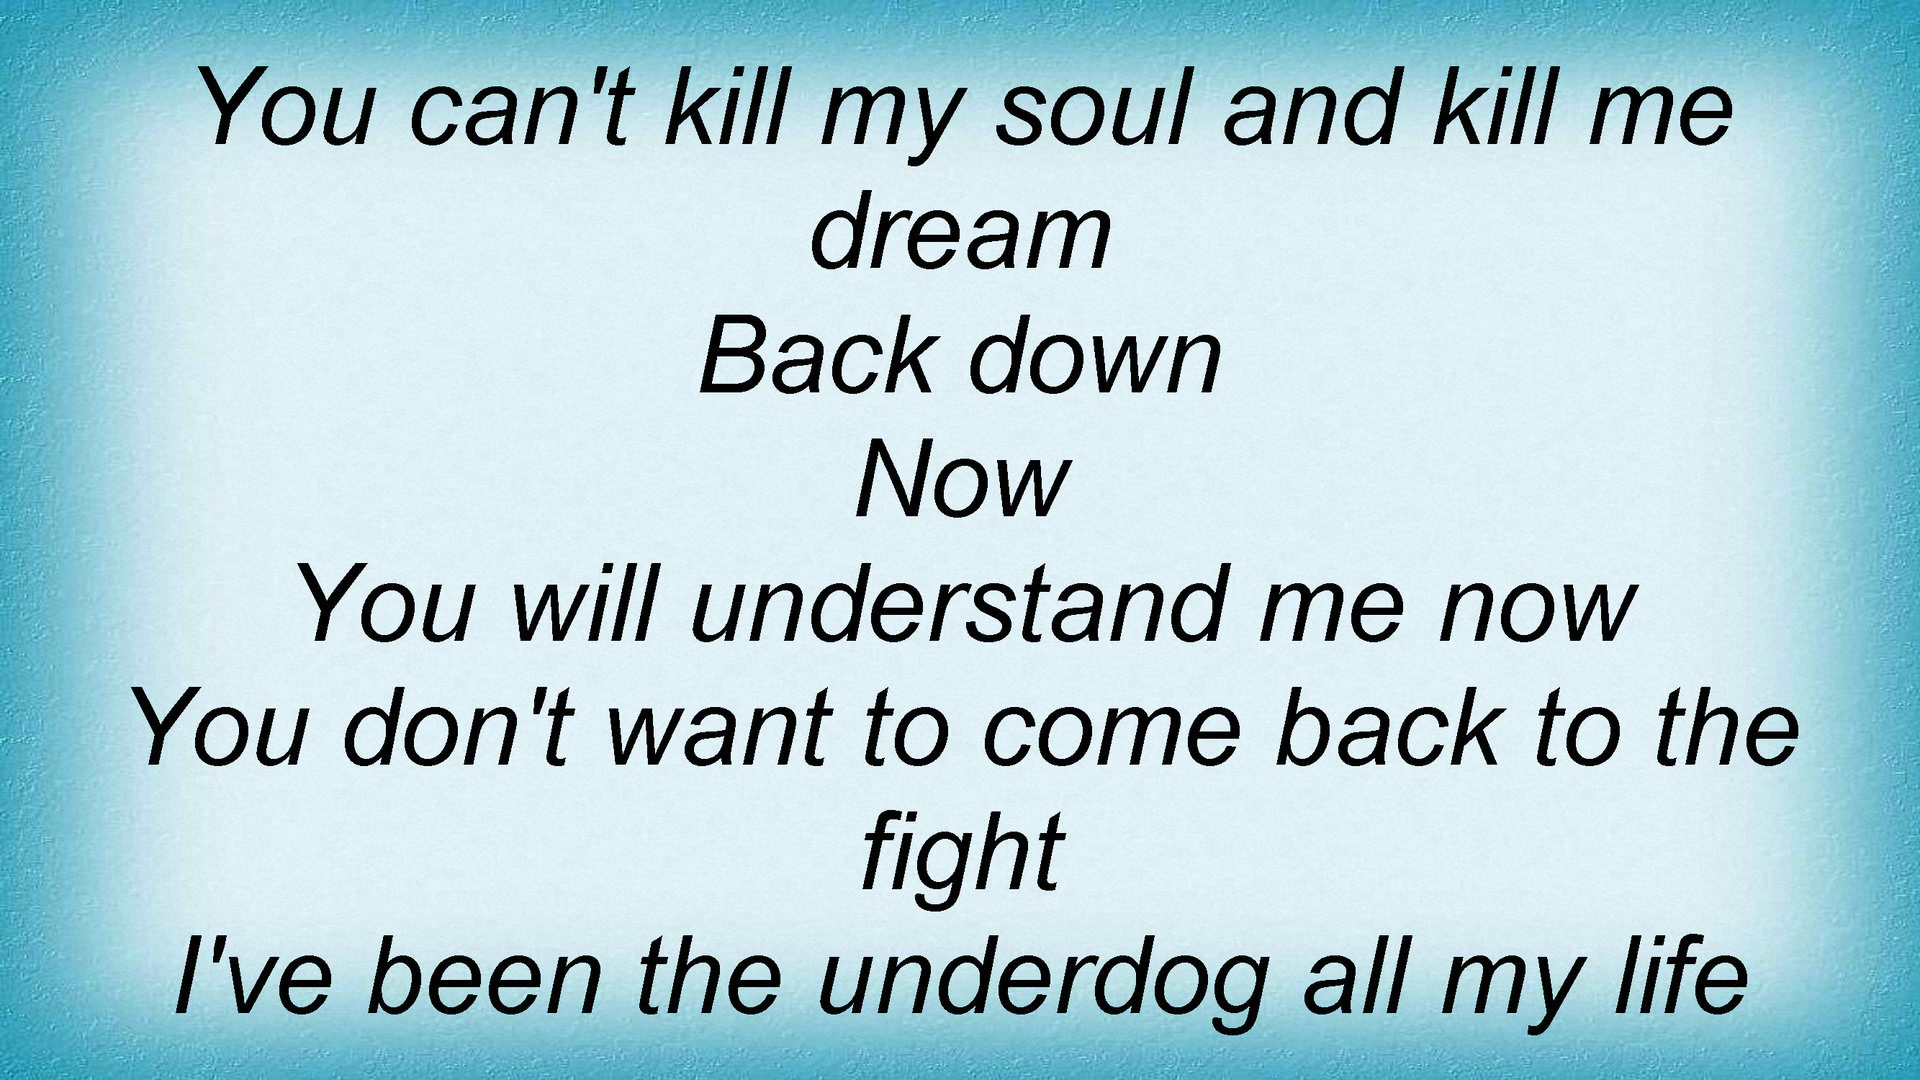 You can't kill my soul and kill me
dream
Back down
Now
You will understand me now
You don't want to come back to the
fight
I've been the underdog all my life